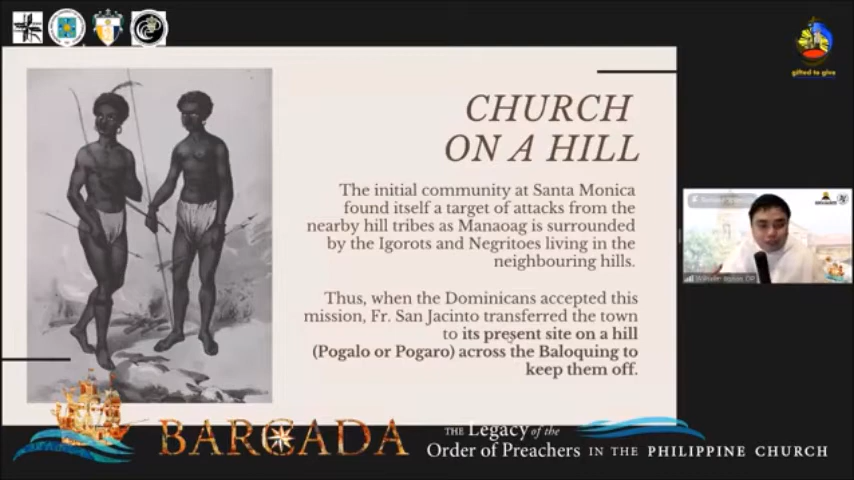 gifted to give
CHURCH
ON A HILL
The initial community at Santa Monica
found itself a target of attacks from the
nearby hill tribes as Manaoag is surrounded
by the Igorots and Negritoes living in the
neighbouring hills.
Thus, when the Dominicans accepted this
mission, Fr. San Jacinto transferred the town
to its present site on a hill
(Pogalo or Pogaro) across the Baloquing to
keep them off.
BARCADA
THE Legacy of the
Order of Preachers IN THE PHILIPPINE CHURCH